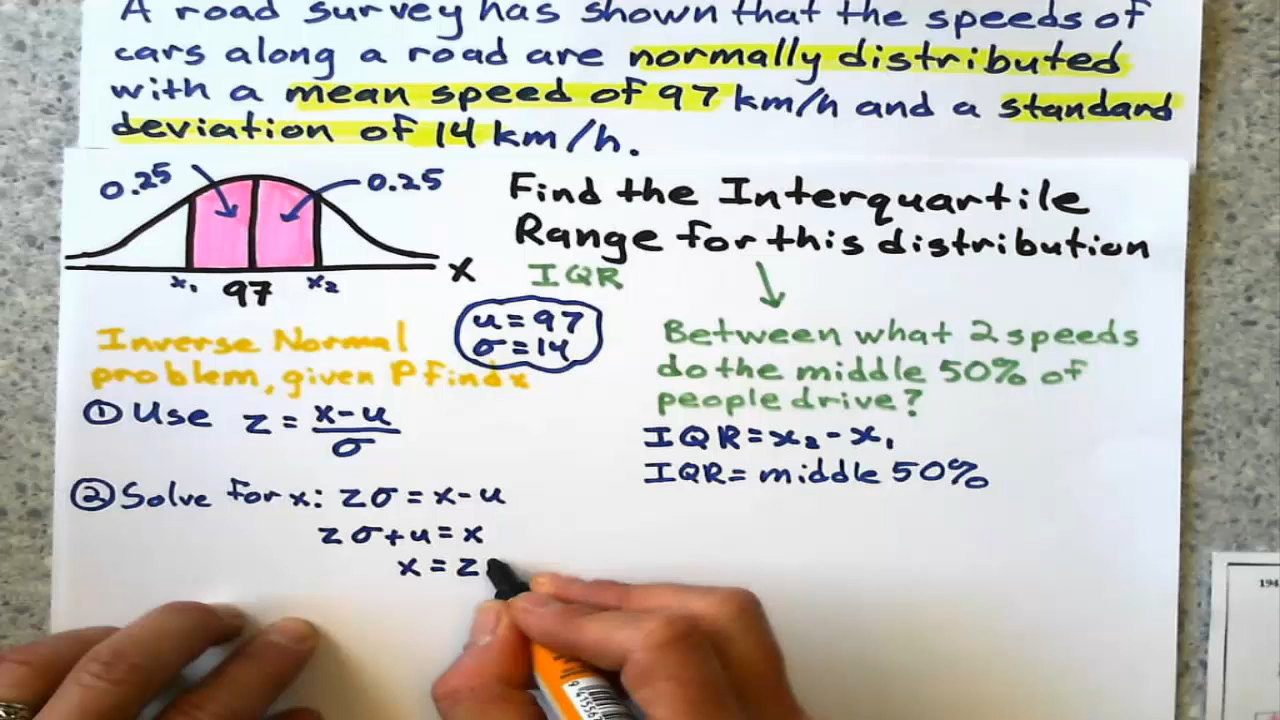 A road survey has shown that the speeds of
cars along a road are normally distributed
with a mean speed of 97 km/h and a standard
deviation of 14 km/h.
0.25
0.25
x₁ 97 x₂
x
Find the Interquartile
Range for this distribution
IQR
u = 97
σ = 14
Inverse Normal
problem, given P find x
① Use z = x-u / σ
② Solve for x: zσ = x-u
zσ+u = x
x = z
Between what 2 speeds
do the middle 50% of
people drive?
IQR = x₂ - x₁
IQR = middle 50%
194